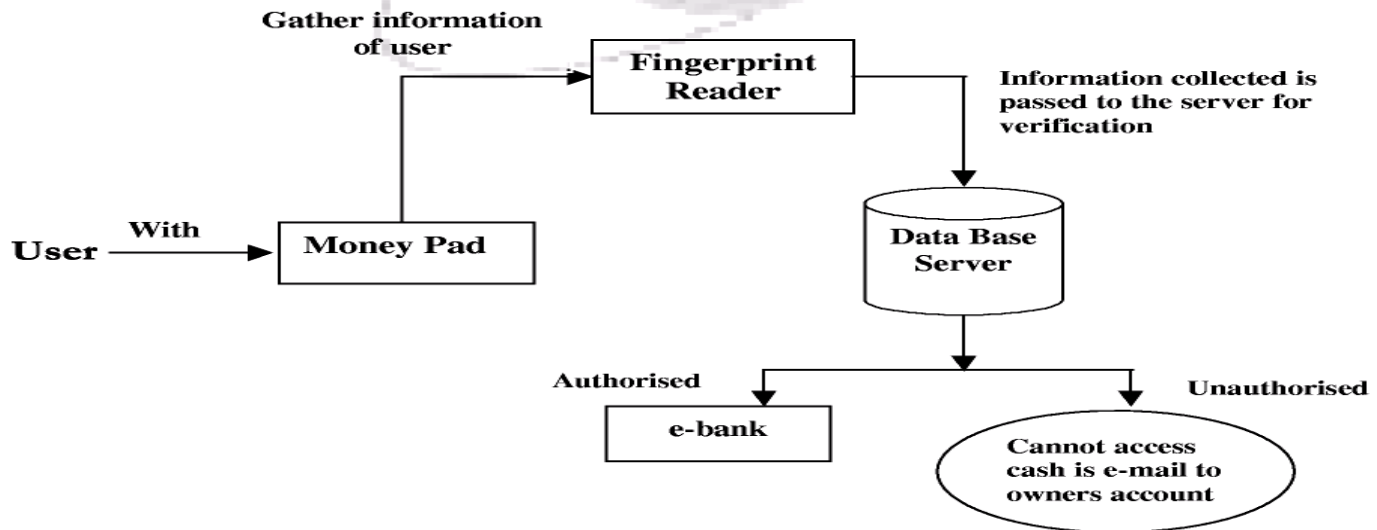 Gather information
of user
Fingerprint
Reader
Information collected is
passed to the server for
verification
User
With
Money Pad
Data Base
Server
Authorised
Unauthorised
e-bank
Cannot access
cash is e-mail to
owners account